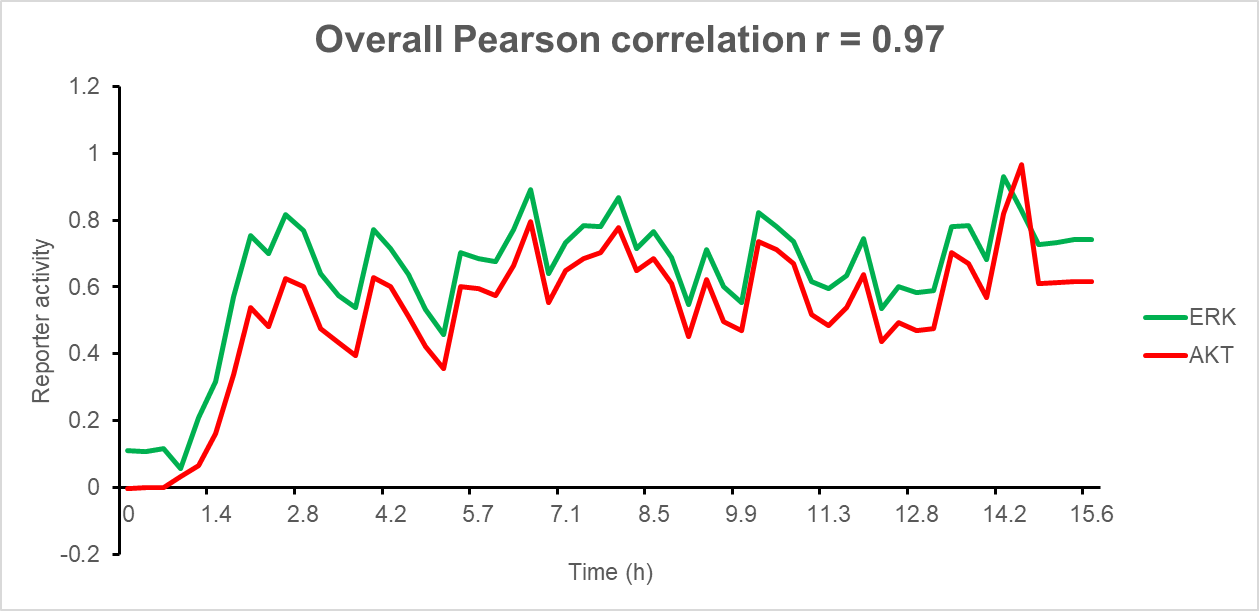 Overall Pearson correlation r = 0.97
1.2
1
0.8
0.6
0.4
0.2
0
-0.2
Reporter activity
0 1.4 2.8 4.2 5.7 7.1 8.5 9.9 11.3 12.8 14.2 15.6
Time (h)
ERK
AKT